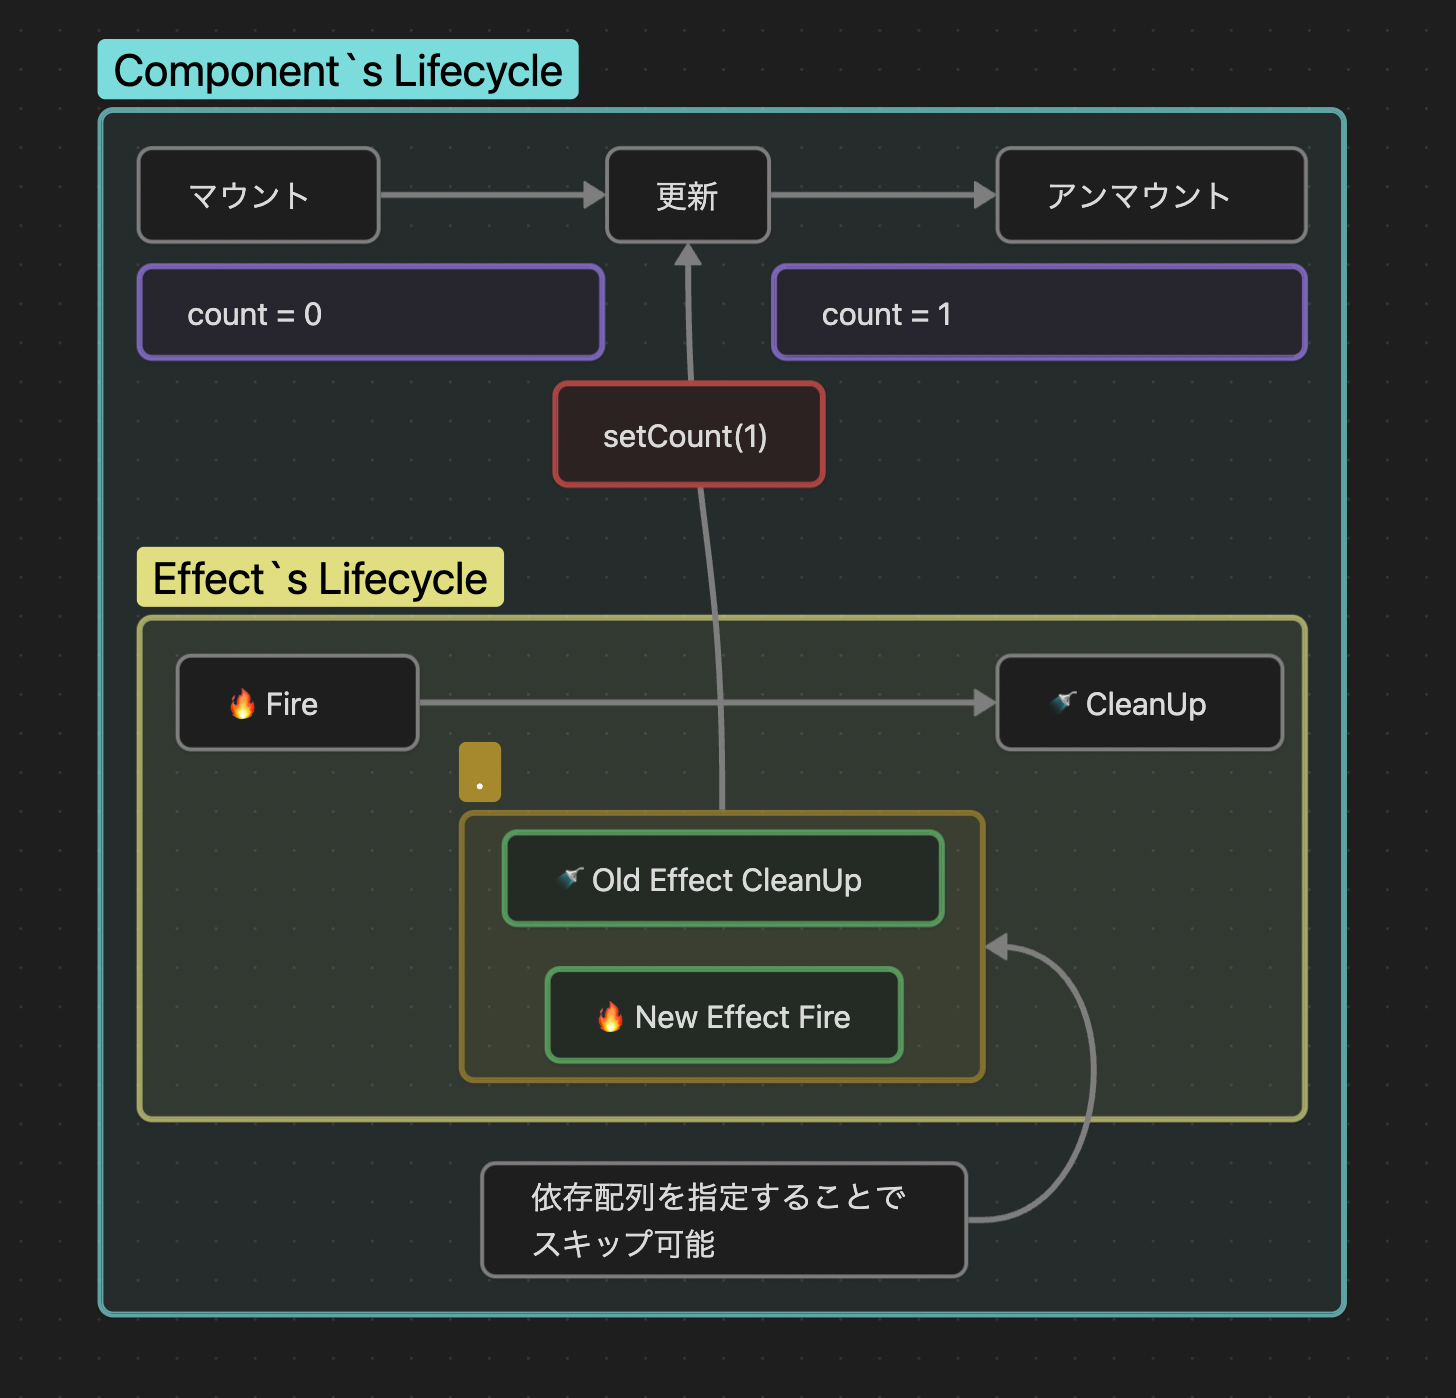 Component`s Lifecycle
マウント
更新
アンマウント
count = 0
count = 1
setCount(1)
Effect`s Lifecycle
🔥 Fire
🚿 CleanUp
.
🚿 Old Effect CleanUp
🔥 New Effect Fire
依存配列を指定することで
スキップ可能